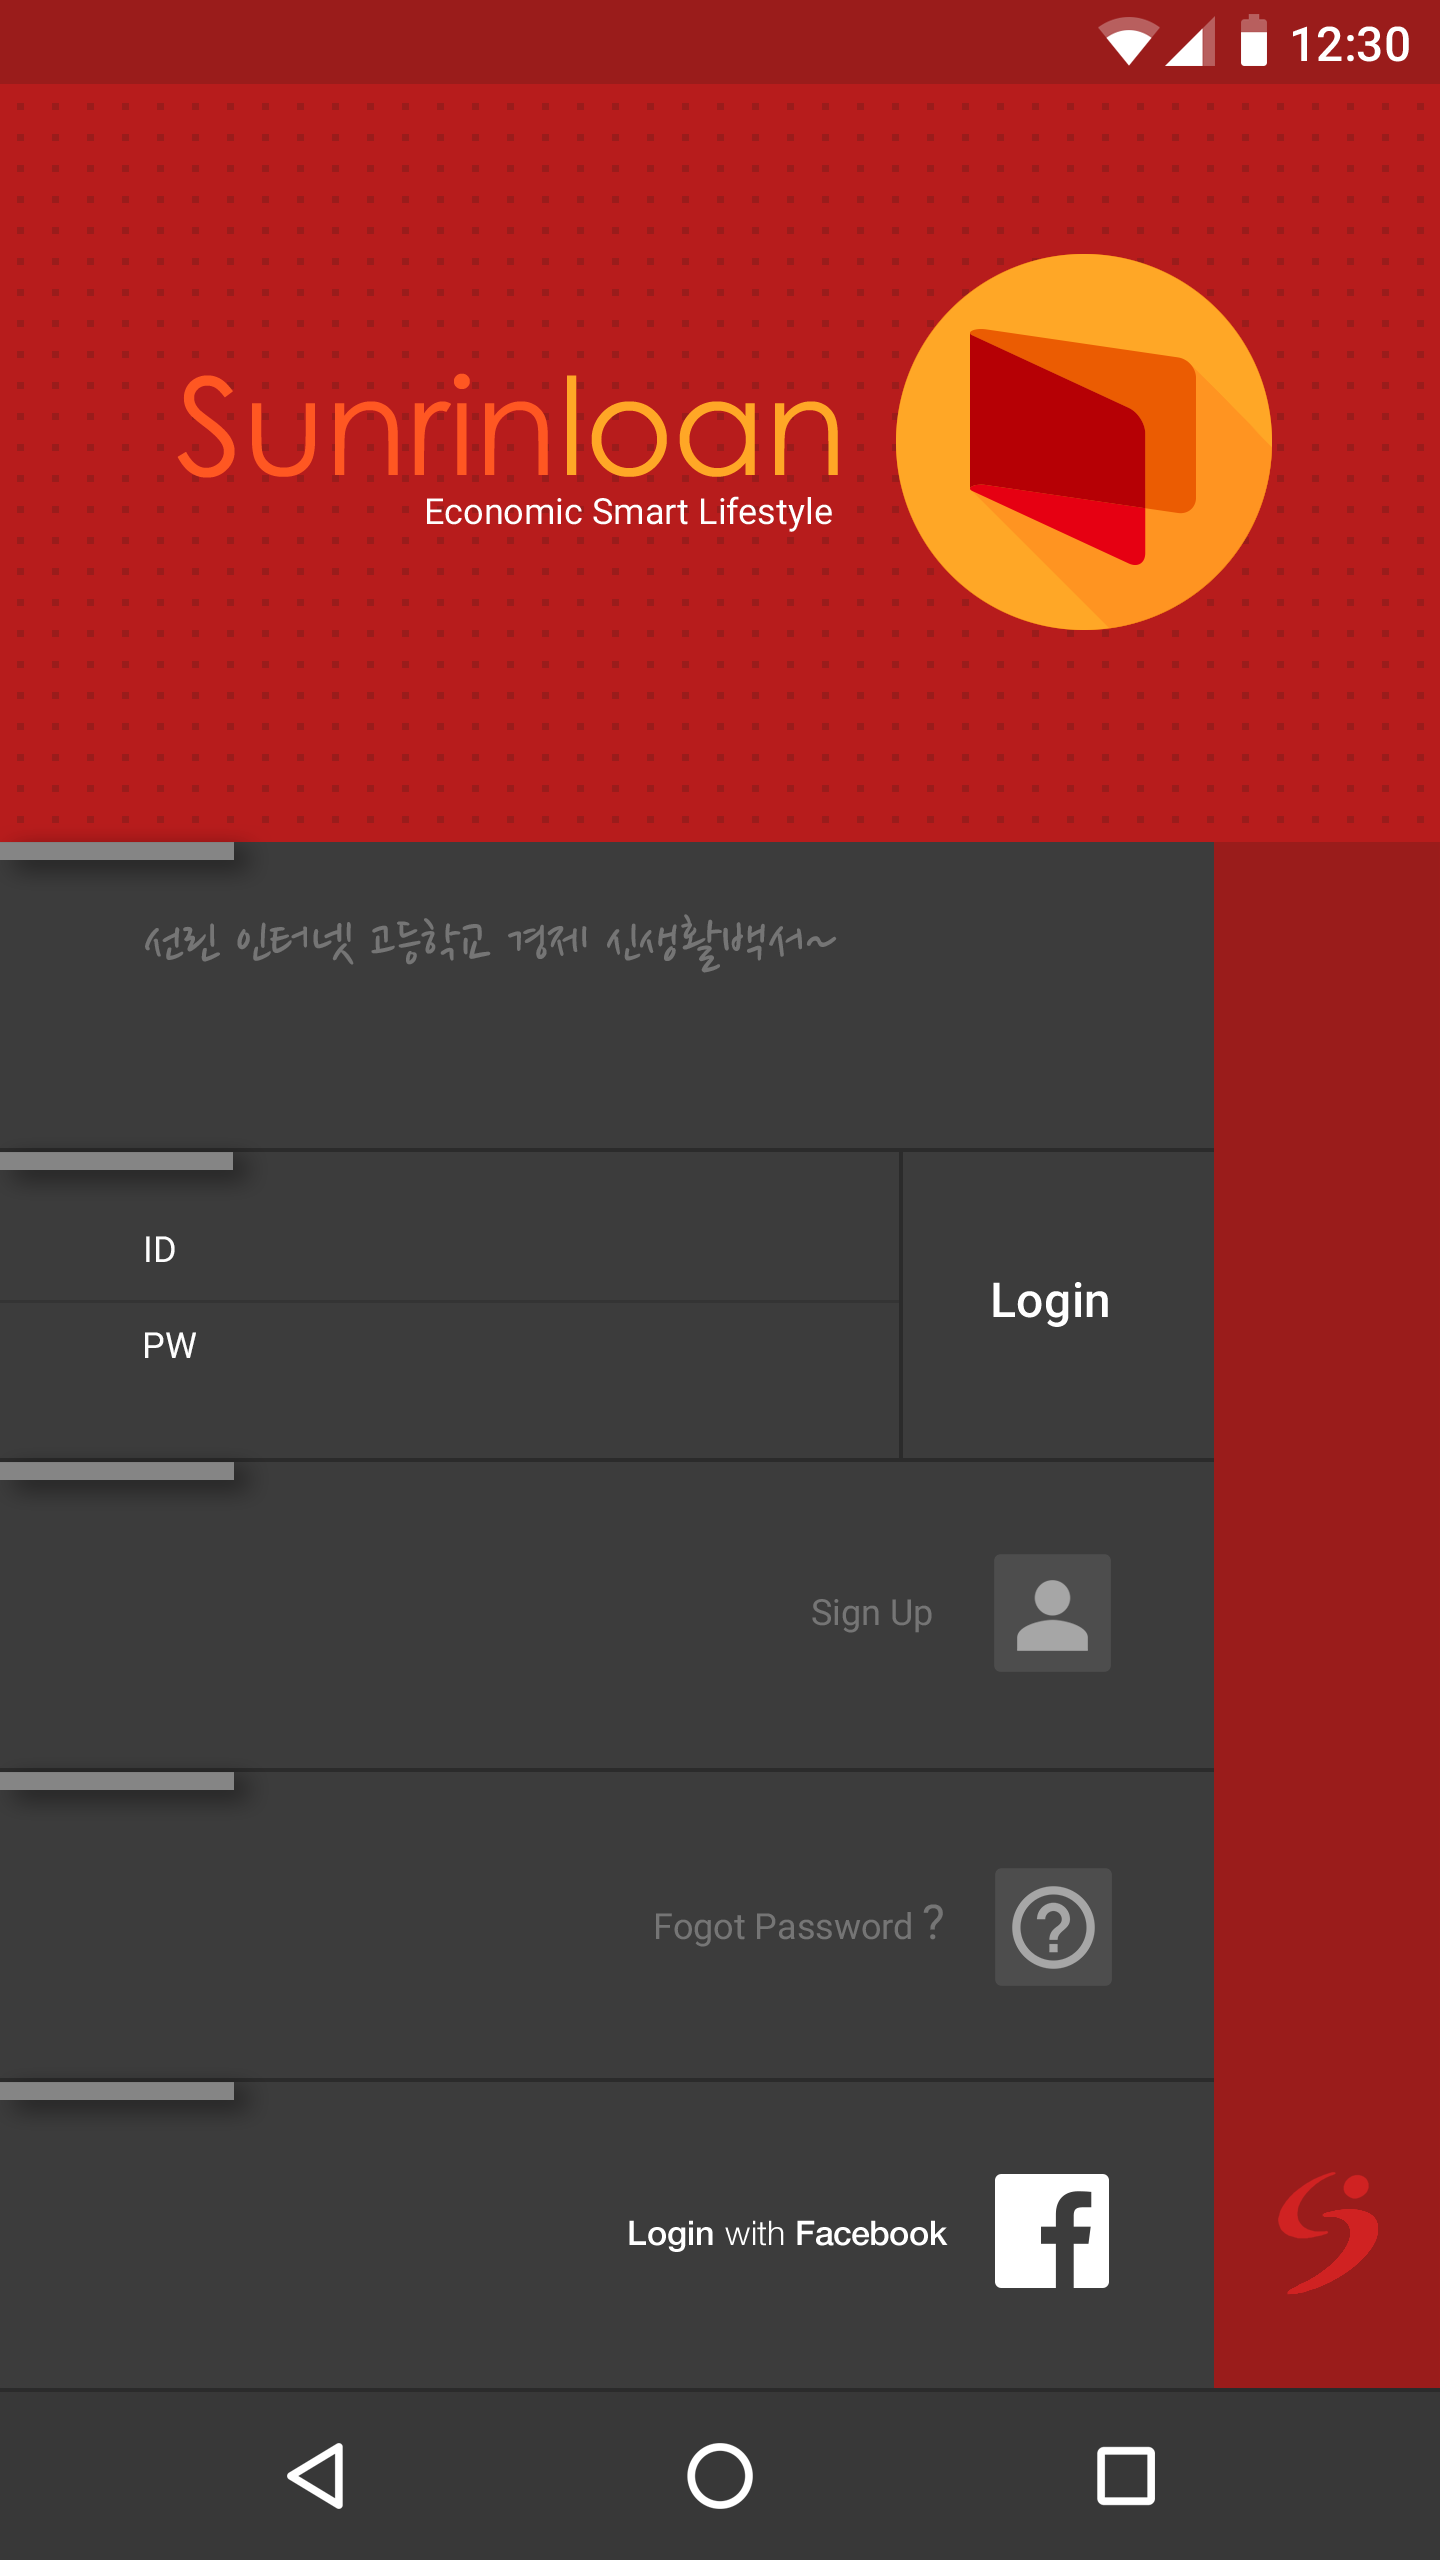 12:30
Sunrinloan
Economic Smart Lifestyle
선린 인터넷 고등학교 경제 신생활백서~
ID
PW
Login
Sign Up
Fogot Password ?
Login with Facebook